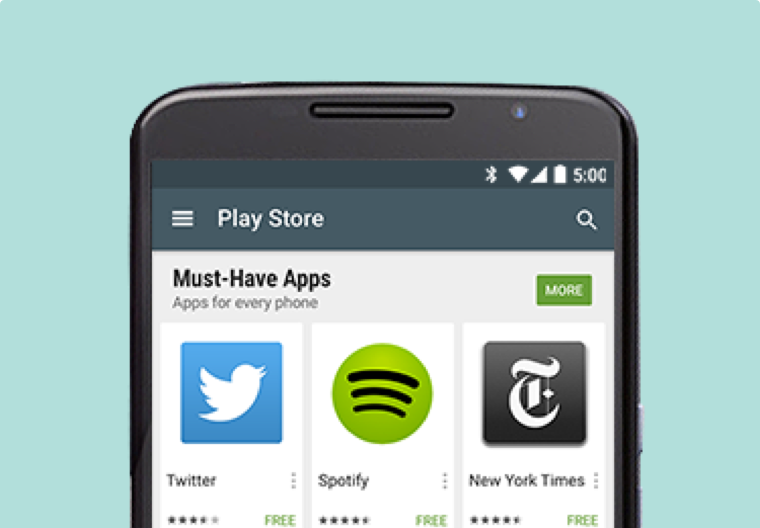 5:00
Play Store
Must-Have Apps
Apps for every phone
MORE
Twitter
Spotify
New York Times
FREE
FREE
FREE